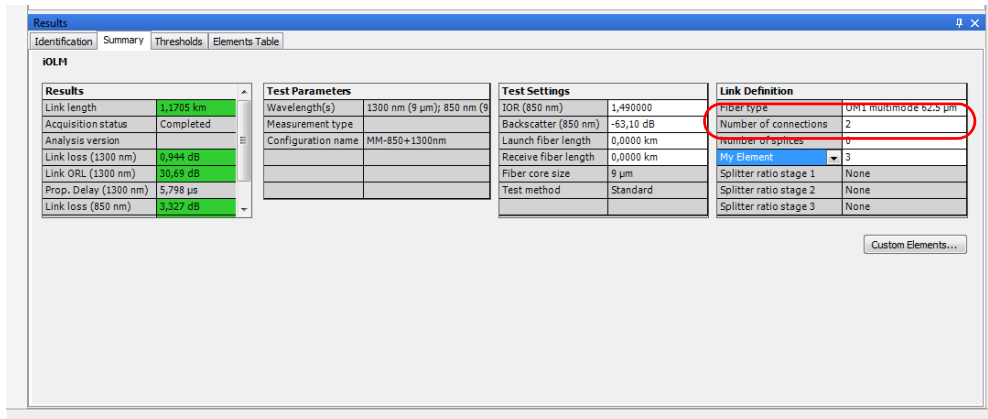 Results
Identification Summary Thresholds Elements Table
iOLM
Results
Link length 1,1705 km
Acquisition status Completed
Analysis version
Link loss (1300 nm) 0,944 dB
Link ORL (1300 nm) 30,69 dB
Prop. Delay (1300 nm) 5,798 µs
Link loss (850 nm) 3,327 dB
Test Parameters
Wavelength(s) 1300 nm (9 µm); 850 nm (9
Measurement type
Configuration name MM-850+1300nm
Test Settings
IOR (850 nm) 1,490000
Backscatter (850 nm) -63,10 dB
Launch fiber length 0,0000 km
Receive fiber length 0,0000 km
Fiber core size 9 µm
Test method Standard
Link Definition
Fiber type OM1 multimode 62.5 µm
Number of connections 2
Number of splices 0
My Element 3
Splitter ratio stage 1 None
Splitter ratio stage 2 None
Splitter ratio stage 3 None
Custom Elements...